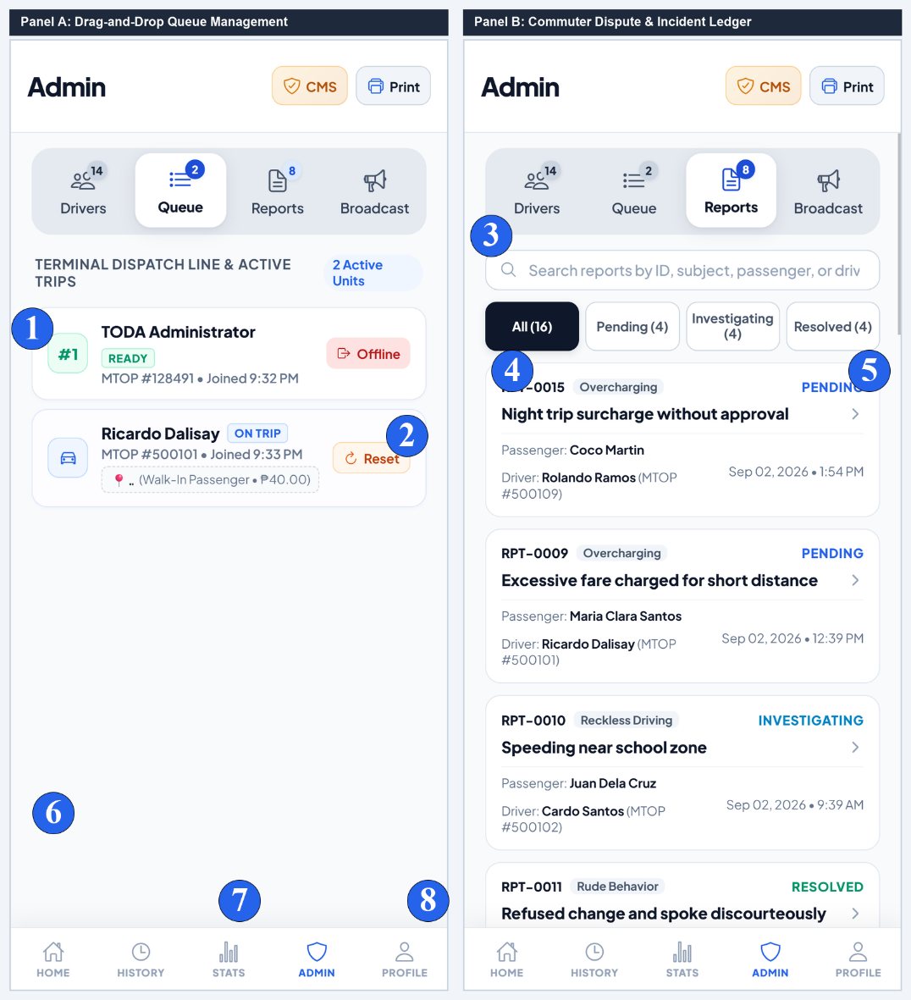 Panel A: Drag-and-Drop Queue Management
Admin
CMS
Print
14
Drivers
2
Queue
8
Reports
Broadcast
TERMINAL DISPATCH LINE & ACTIVE
TRIPS
2 Active
Units
1
#1
TODA Administrator
READY
MTOP #128491 • Joined 9:32 PM
Offline
2
Ricardo Dalisay ON TRIP
MTOP #500101 • Joined 9:33 PM
.. (Walk-In Passenger • ₱40.00)
Reset
6
7
8
HOME
HISTORY
STATS
ADMIN
PROFILE
Panel B: Commuter Dispute & Incident Ledger
Admin
CMS
Print
14
Drivers
2
Queue
8
Reports
Broadcast
3
Search reports by ID, subject, passenger, or driv
All (16)
Pending (4)
Investigating
(4)
Resolved (4)
4
5
-0015 Overcharging PENDING
Night trip surcharge without approval
Passenger: Coco Martin
Driver: Rolando Ramos (MTOP
#500109)
Sep 02, 2026 • 1:54 PM
RPT-0009 Overcharging PENDING
Excessive fare charged for short distance
Passenger: Maria Clara Santos
Driver: Ricardo Dalisay (MTOP
#500101)
Sep 02, 2026 • 12:39 PM
RPT-0010 Reckless Driving INVESTIGATING
Speeding near school zone
Passenger: Juan Dela Cruz
Driver: Cardo Santos (MTOP
#500102)
Sep 02, 2026 • 9:39 AM
RPT-0011 Rude Behavior RESOLVED
Refused change and spoke discourteously
HOME
HISTORY
STATS
ADMIN
PROFILE